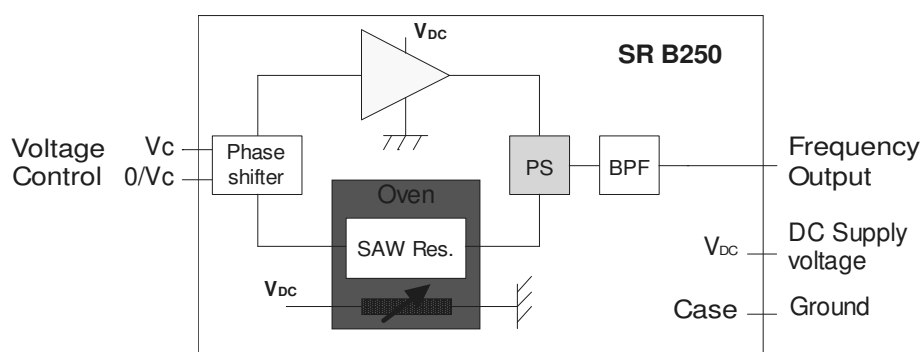 VDC
SR B250
Voltage
Control
Vc
0/Vc
Phase
shifter
PS
BPF
Frequency
Output
Oven
SAW Res.
VDC
VDC
DC Supply
voltage
Case
Ground